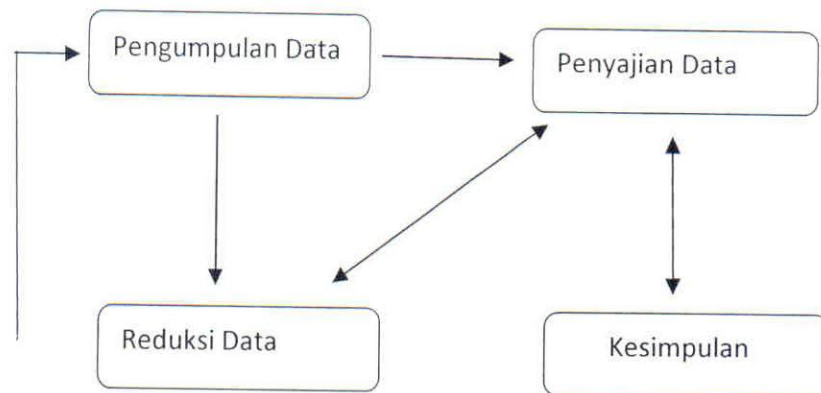 Pengumpulan Data
Penyajian Data
Reduksi Data
Kesimpulan